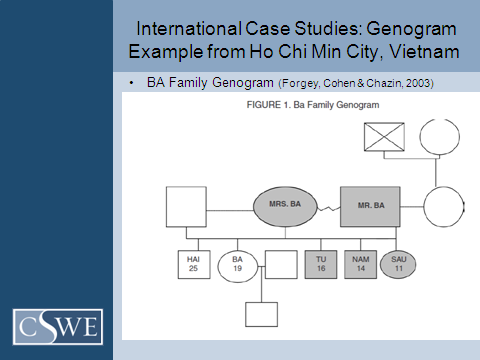 International Case Studies: Genogram
Example from Ho Chi Min City, Vietnam
• BA Family Genogram (Forgey, Cohen & Chazin, 2003)
FIGURE 1. Ba Family Genogram
MRS. BA
MR. BA
HAI
25
BA
19
TU
16
NAM
14
SAU
11
CSWE